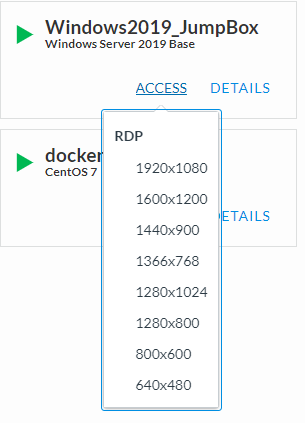 Windows2019_JumpBox
Windows Server 2019 Base
ACCESS DETAILS
RDP
1920x1080
1600x1200
1440x900
1366x768
1280x1024
1280x800
800x600
640x480
docker
CentOS 7
ETAILS